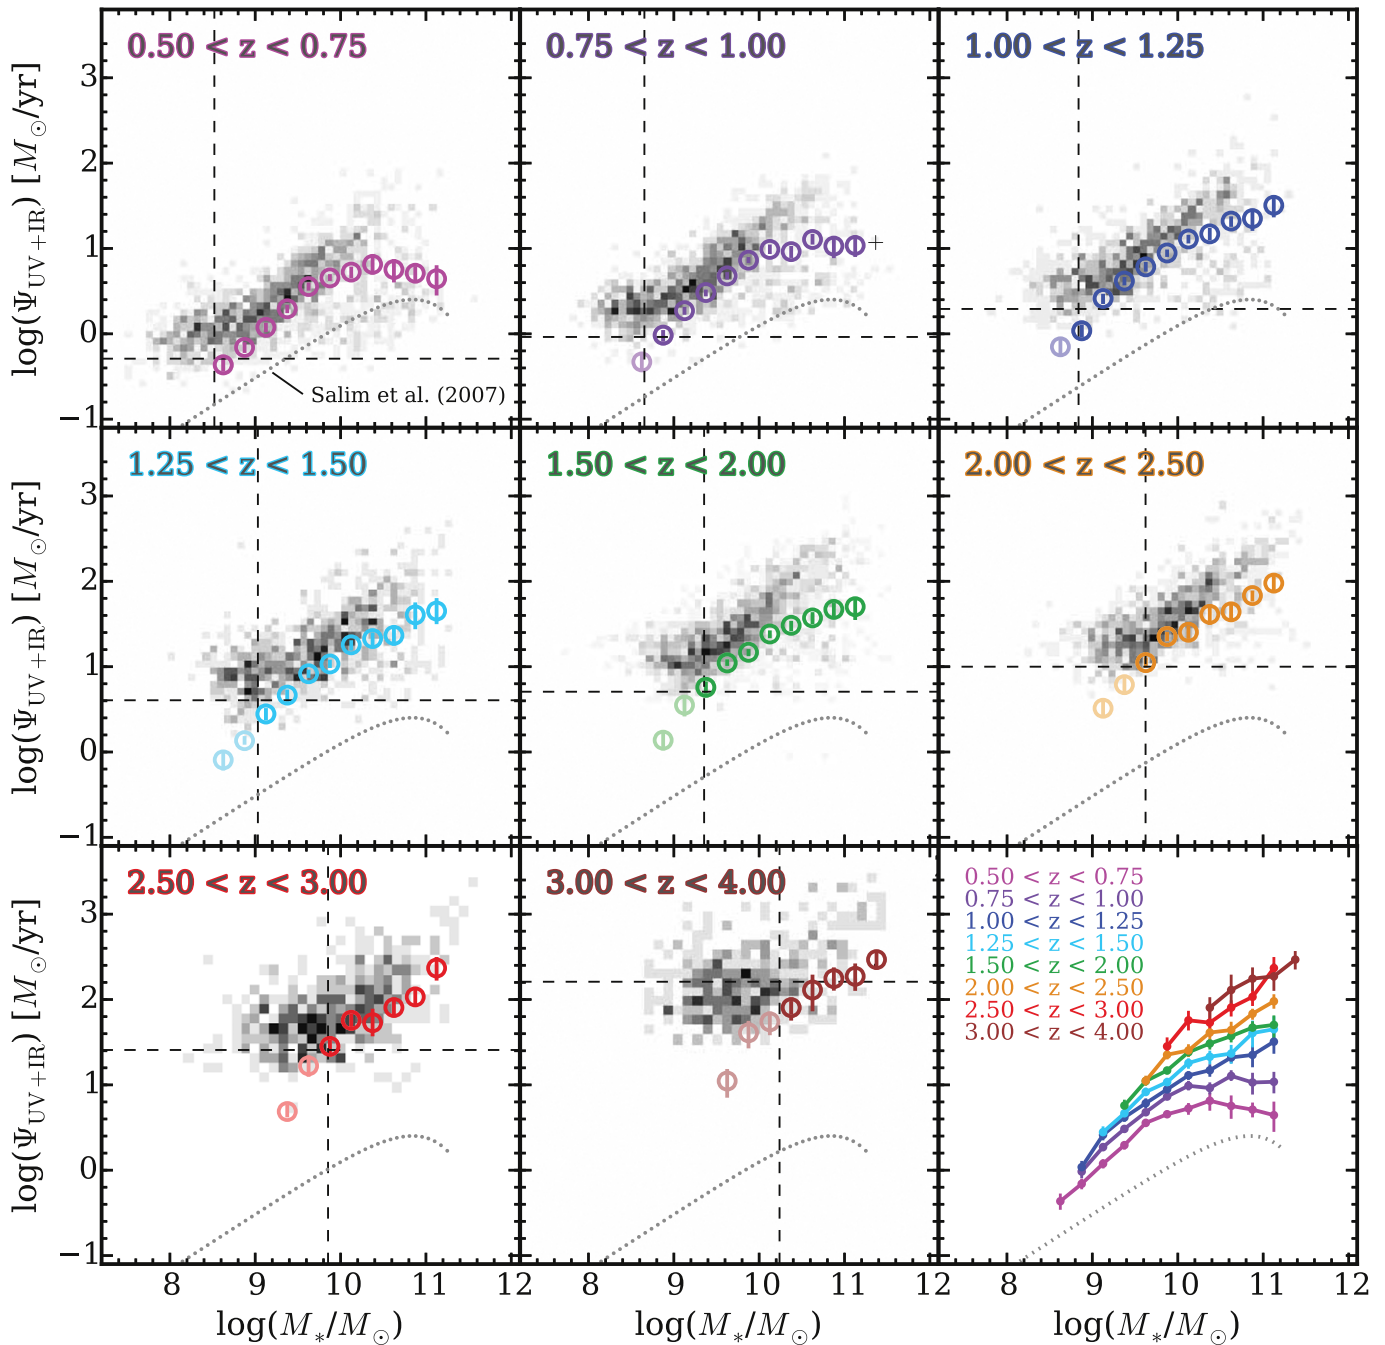 0.50 < z < 0.75
0.75 < z < 1.00
1.00 < z < 1.25
log(Ψ_UV+IR) [M_⊙/yr]
3
2
1
0
−1
Salim et al. (2007)
+
1.25 < z < 1.50
1.50 < z < 2.00
2.00 < z < 2.50
log(Ψ_UV+IR) [M_⊙/yr]
3
2
1
0
−1
2.50 < z < 3.00
3.00 < z < 4.00
0.50 < z < 0.75
0.75 < z < 1.00
1.00 < z < 1.25
1.25 < z < 1.50
1.50 < z < 2.00
2.00 < z < 2.50
2.50 < z < 3.00
3.00 < z < 4.00
log(Ψ_UV+IR) [M_⊙/yr]
3
2
1
0
−1
8 9 10 11 12 9 10 11 12 8 9 10 11 12
log(M_*/M_⊙)
log(M_*/M_⊙)
log(M_*/M_⊙)